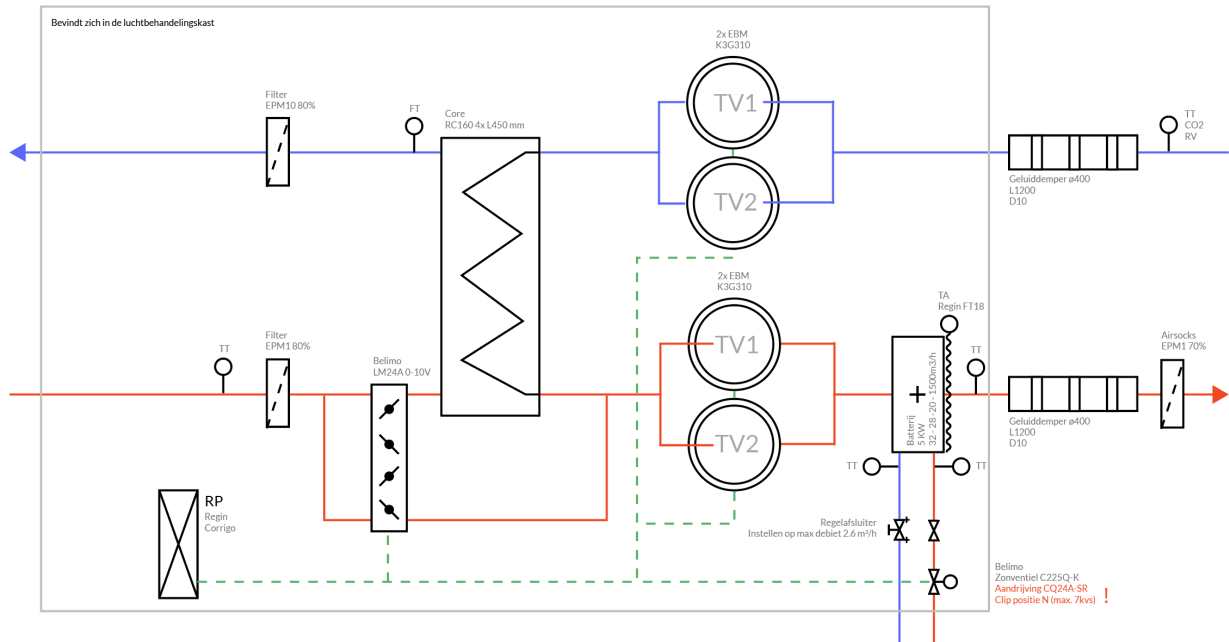 Bevindt zich in de luchtbehandelingskast
2x EBM
K3G310
Filter
EPM10 80%
FT
Core
RC160 4x L450 mm
TV1
TV2
TT
CO2
RV
Geluiddemper ø400
L1200
D10
2x EBM
K3G310
TA
Regin FT18
TT
Filter
EPM1 80%
Belimo
LM24A 0-10V
TV1
TV2
TT
Airsocks
EPM1 70%
Batterij
5 KW
32 - 28 -20 - 1500m3/h
Geluiddemper ø400
L1200
D10
TT
TT
RP
Regin
Corrigo
Regelafsluiter
Instellen op max debiet 2.6 m³/h
Belimo
Zonventiel C225Q-K
Aandrijving CQ24A-SR
Clip positie N (max. 7kvs)
!